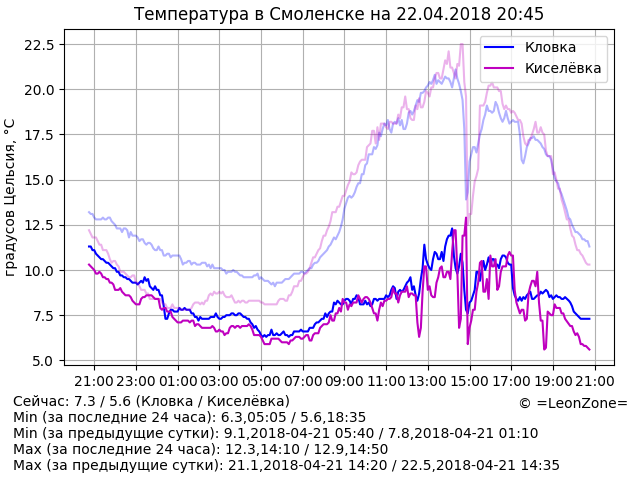 Температура в Смоленске на 22.04.2018 20:45
Кловка
Киселёвка
градусов Цельсия, °C
22.5
20.0
17.5
15.0
12.5
10.0
7.5
5.0
21:00 23:00 01:00 03:00 05:00 07:00 09:00 11:00 13:00 15:00 17:00 19:00 21:00
Сейчас: 7.3 / 5.6 (Кловка / Киселёвка)
© =LeonZone=
Min (за последние 24 часа): 6.3,05:05 / 5.6,18:35
Min (за предыдущие сутки): 9.1,2018-04-21 05:40 / 7.8,2018-04-21 01:10
Max (за последние 24 часа): 12.3,14:10 / 12.9,14:50
Max (за предыдущие сутки): 21.1,2018-04-21 14:20 / 22.5,2018-04-21 14:35